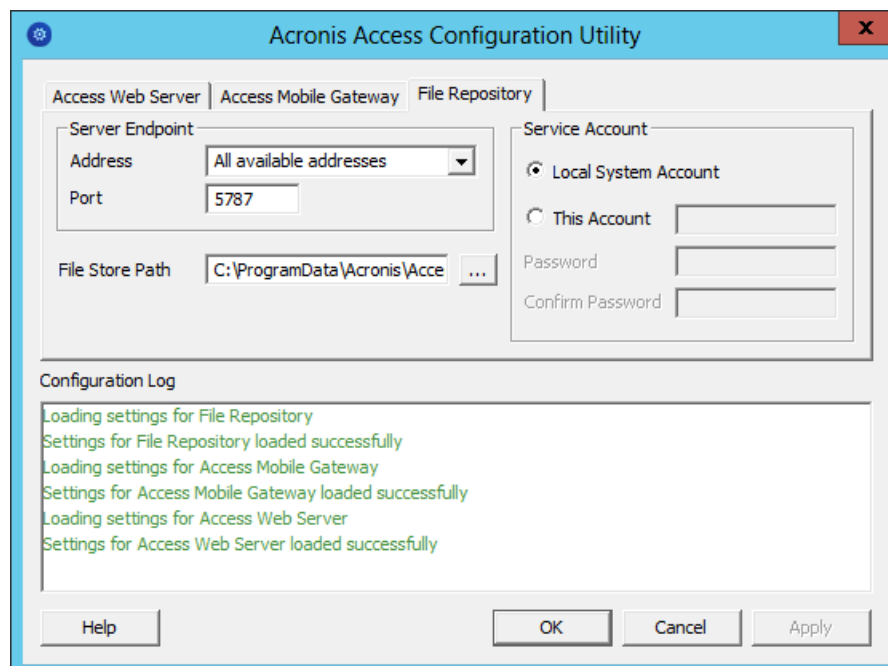 Acronis Access Configuration Utility
x
Access Web Server
Access Mobile Gateway
File Repository
Server Endpoint
Address
All available addresses
Port
5787
File Store Path
C:\ProgramData\Acronis\Acce
...
Service Account
Local System Account
This Account
Password
Confirm Password
Configuration Log
Loading settings for File Repository
Settings for File Repository loaded successfully
Loading settings for Access Mobile Gateway
Settings for Access Mobile Gateway loaded successfully
Loading settings for Access Web Server
Settings for Access Web Server loaded successfully
Help
OK
Cancel
Apply